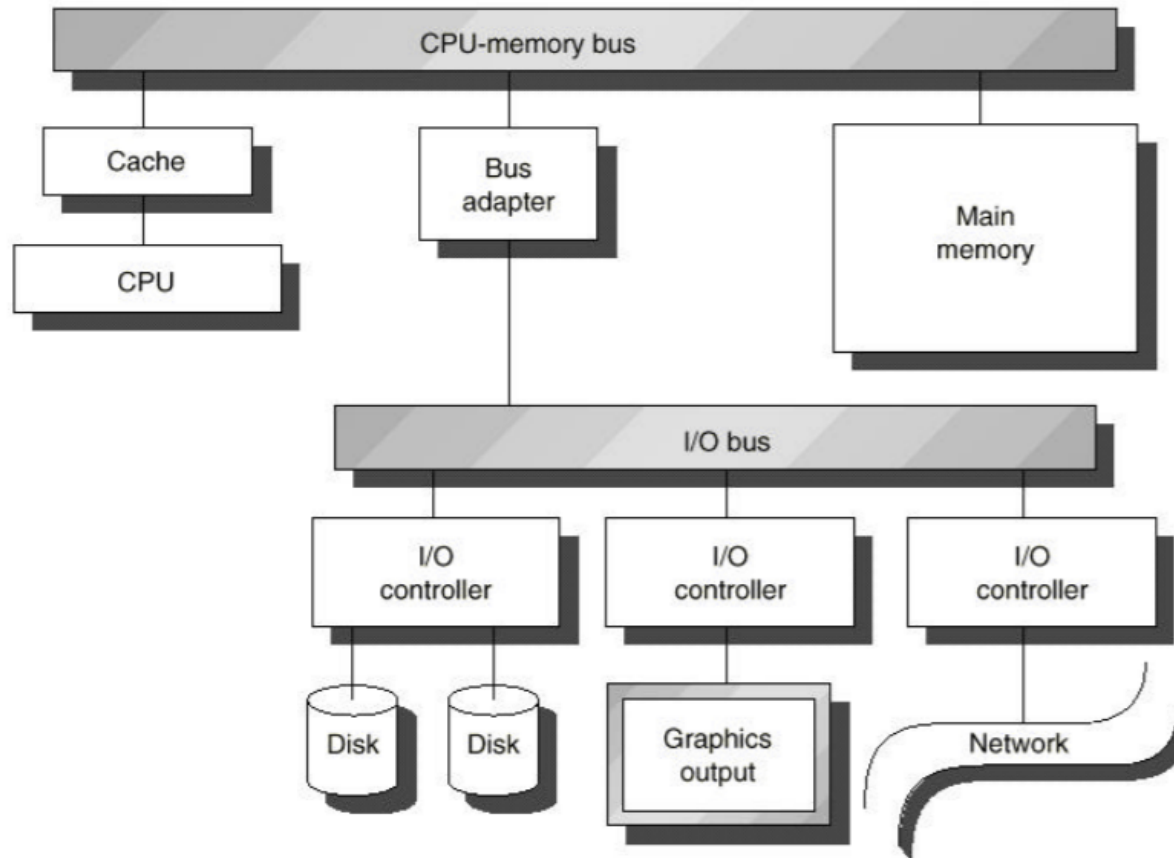 CPU-memory bus
Cache
Bus
adapter
Main
memory
CPU
I/O bus
I/O
controller
I/O
controller
I/O
controller
Disk
Disk
Graphics
output
Network